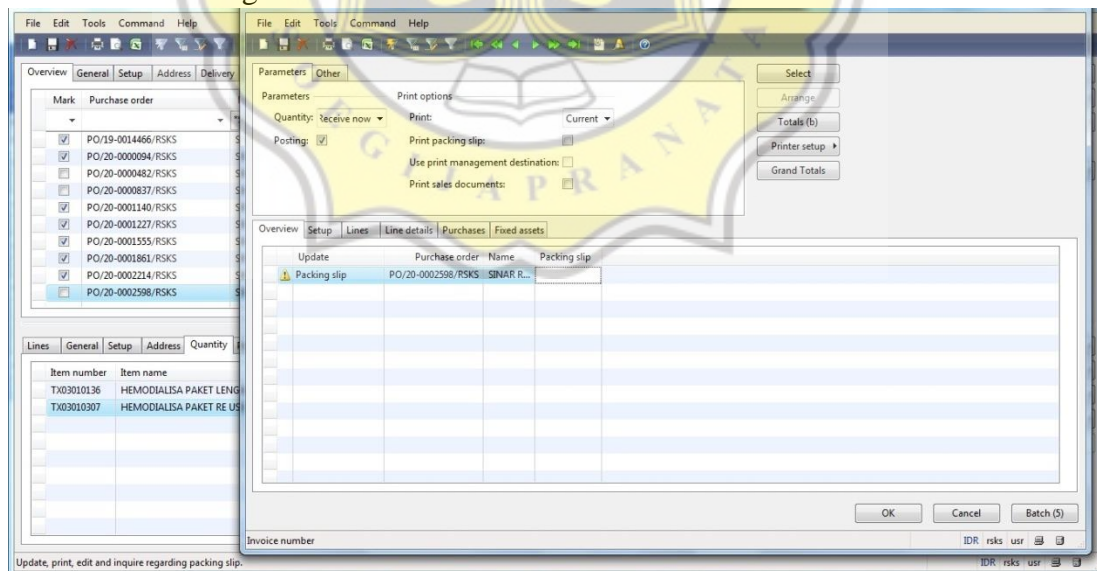 File Edit Tools Command Help
Overview General Setup Address Delivery
Mark Purchase order
PO/19-0014466/RSKS
PO/20-0000094/RSKS
PO/20-0000482/RSKS
PO/20-0000837/RSKS
PO/20-0001140/RSKS
PO/20-0001227/RSKS
PO/20-0001555/RSKS
PO/20-0001861/RSKS
PO/20-0002214/RSKS
PO/20-0002598/RSKS
Lines General Setup Address Quantity
Item number Item name
TX03010136 HEMODIALISA PAKET LENG
TX03010307 HEMODIALISA PAKET RE US
Update, print, edit and inquire regarding packing slip.
IDR rsks usr
File Edit Tools Command Help
Parameters Other
Parameters Print options
Quantity: Receive now Print: Current
Posting: Print packing slip:
Use print management destination:
Print sales documents:
Select
Arrange
Totals (b)
Printer setup
Grand Totals
Overview Setup Lines Line details Purchases Fixed assets
Update Purchase order Name Packing slip
Packing slip PO/20-0002598/RSKS SINAR R...
OK Cancel Batch (5)
Invoice number IDR rsks usr